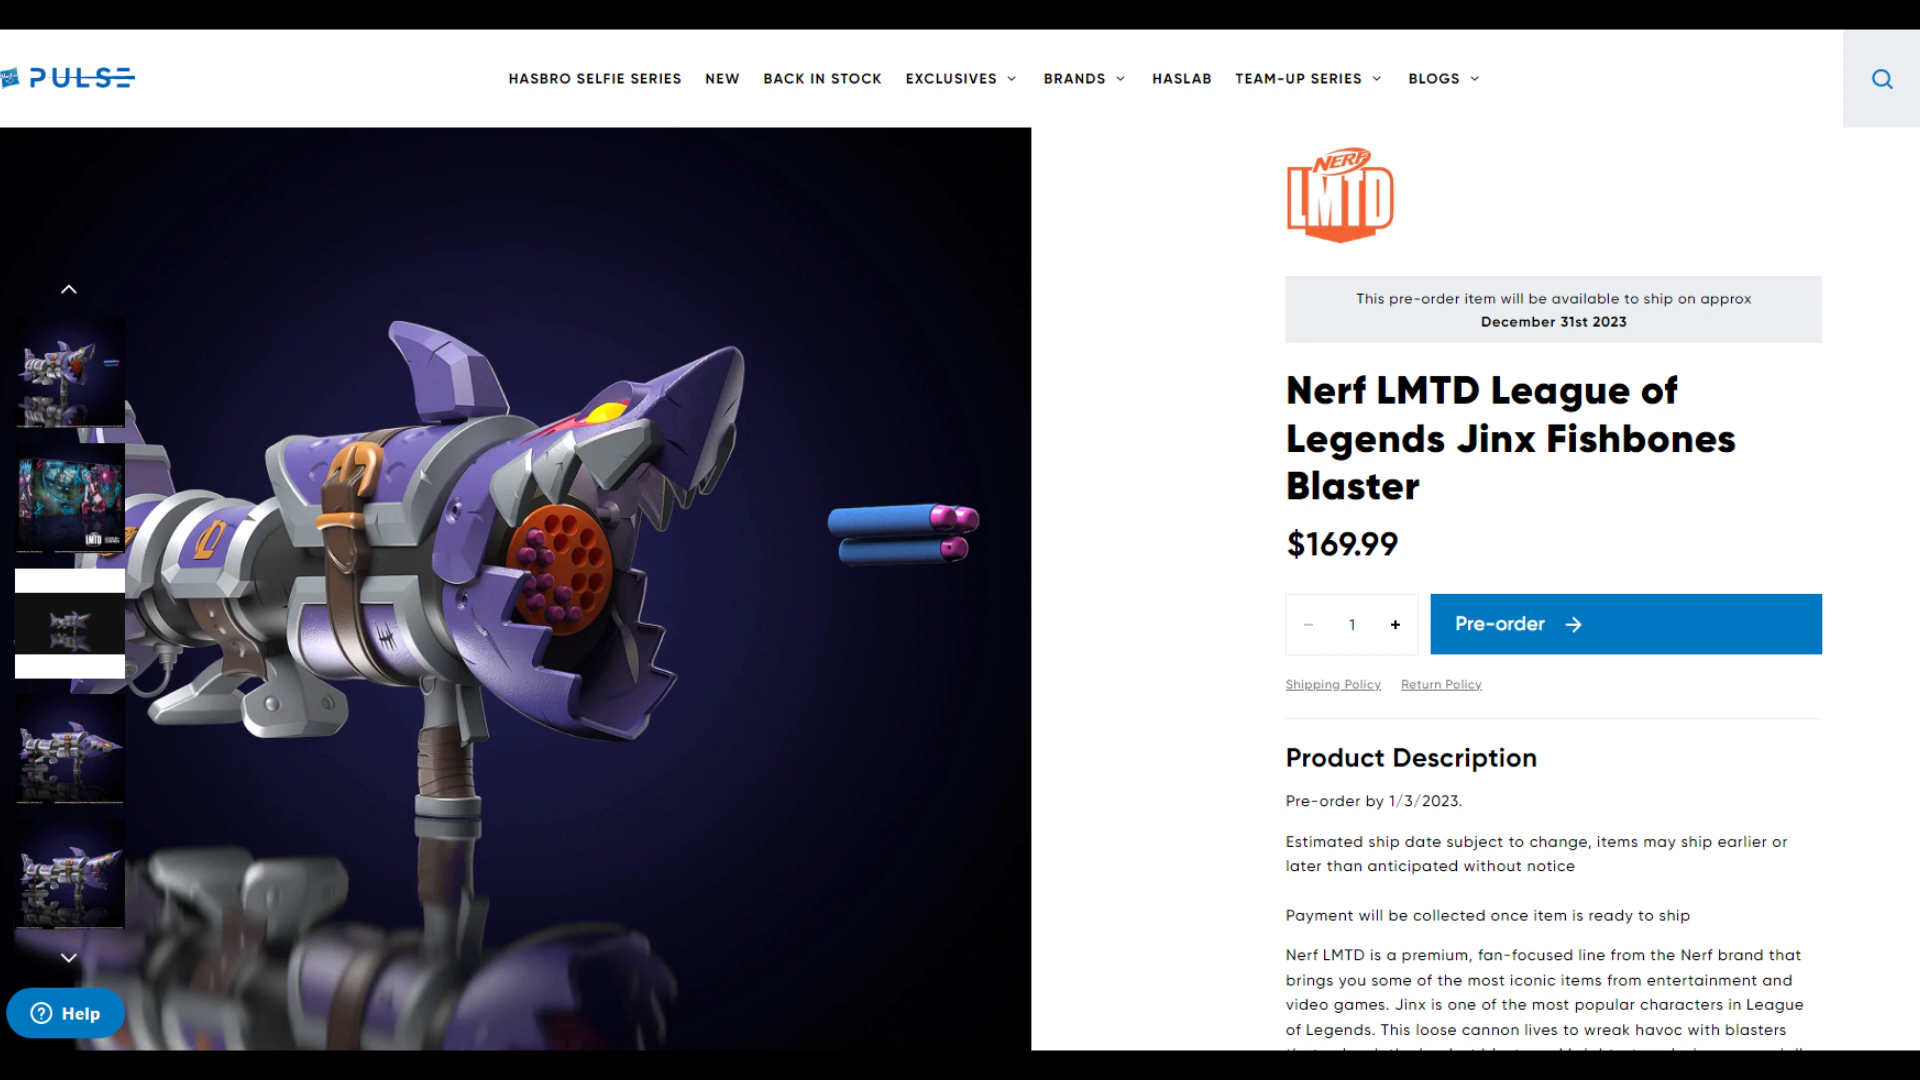 PULSE
HASBRO SELFIE SERIES NEW BACK IN STOCK EXCLUSIVES BRANDS HASLAB TEAM-UP SERIES BLOGS
NERF
LMTD
This pre-order item will be available to ship on approx
December 31st 2023
Nerf LMTD League of
Legends Jinx Fishbones
Blaster
$169.99
− 1 +
Pre-order →
Shipping Policy Return Policy
Product Description
Pre-order by 1/3/2023.
Estimated ship date subject to change, items may ship earlier or
later than anticipated without notice
Payment will be collected once item is ready to ship
Nerf LMTD is a premium, fan-focused line from the Nerf brand that
brings you some of the most iconic items from entertainment and
video games. Jinx is one of the most popular characters in League
of Legends. This loose cannon lives to wreak havoc with blasters
LMTD
? Help